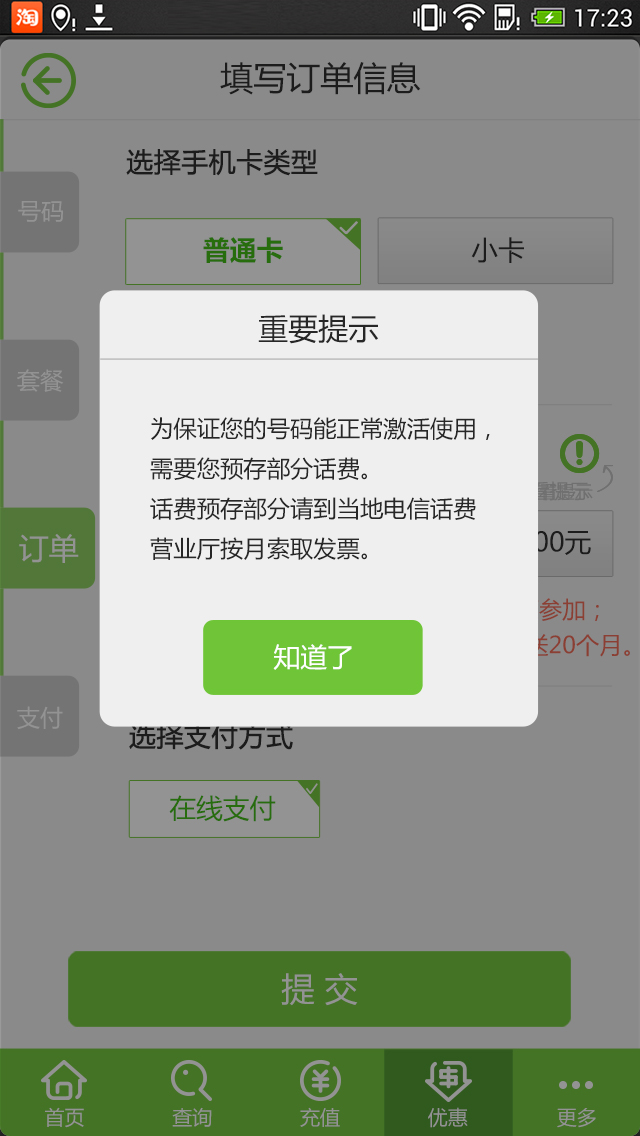 淘 17:23
填写订单信息
选择手机卡类型
号码
普通卡 小卡
重要提示
套餐
为保证您的号码能正常激活使用，
需要您预存部分话费。
话费预存部分请到当地电信话费
营业厅按月索取发票。
00元
订单
参加；
送20个月。
知道了
支付
选择支付方式
在线支付
提交
首页 查询 充值 优惠 更多